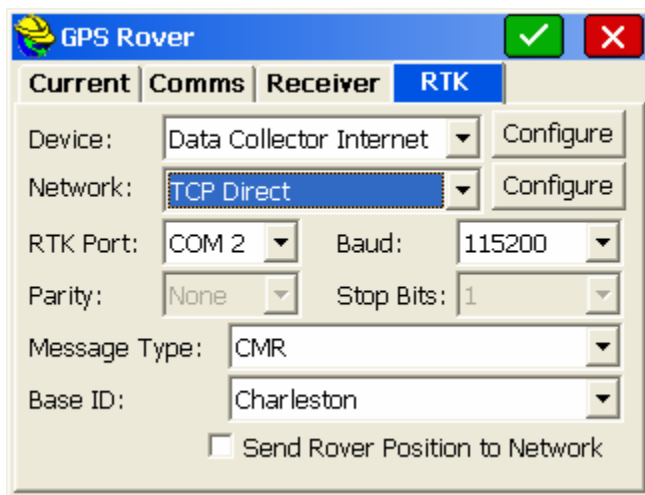 GPS Rover
Current Comms Receiver RTK
Device: Data Collector Internet Configure
Network: TCP Direct Configure
RTK Port: COM 2 Baud: 115200
Parity: None Stop Bits: 1
Message Type: CMR
Base ID: Charleston
Send Rover Position to Network